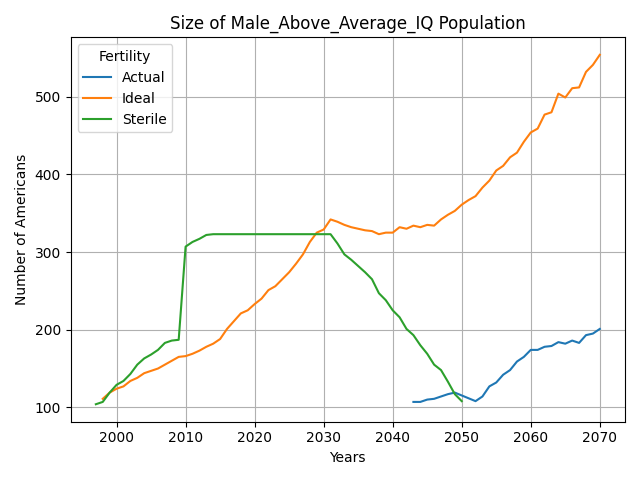 Size of Male_Above_Average_IQ Population
Fertility
Actual
Ideal
Sterile
Number of Americans
500
400
300
200
100
2000 2010 2020 2030 2040 2050 2060 2070
Years